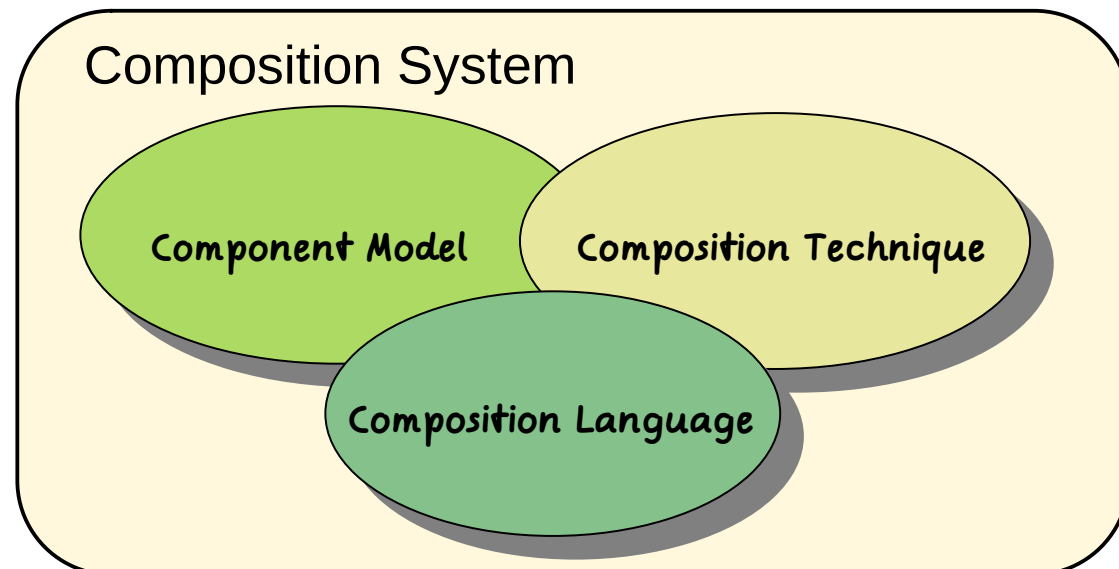 Composition System
Component Model
Composition Technique
Composition Language